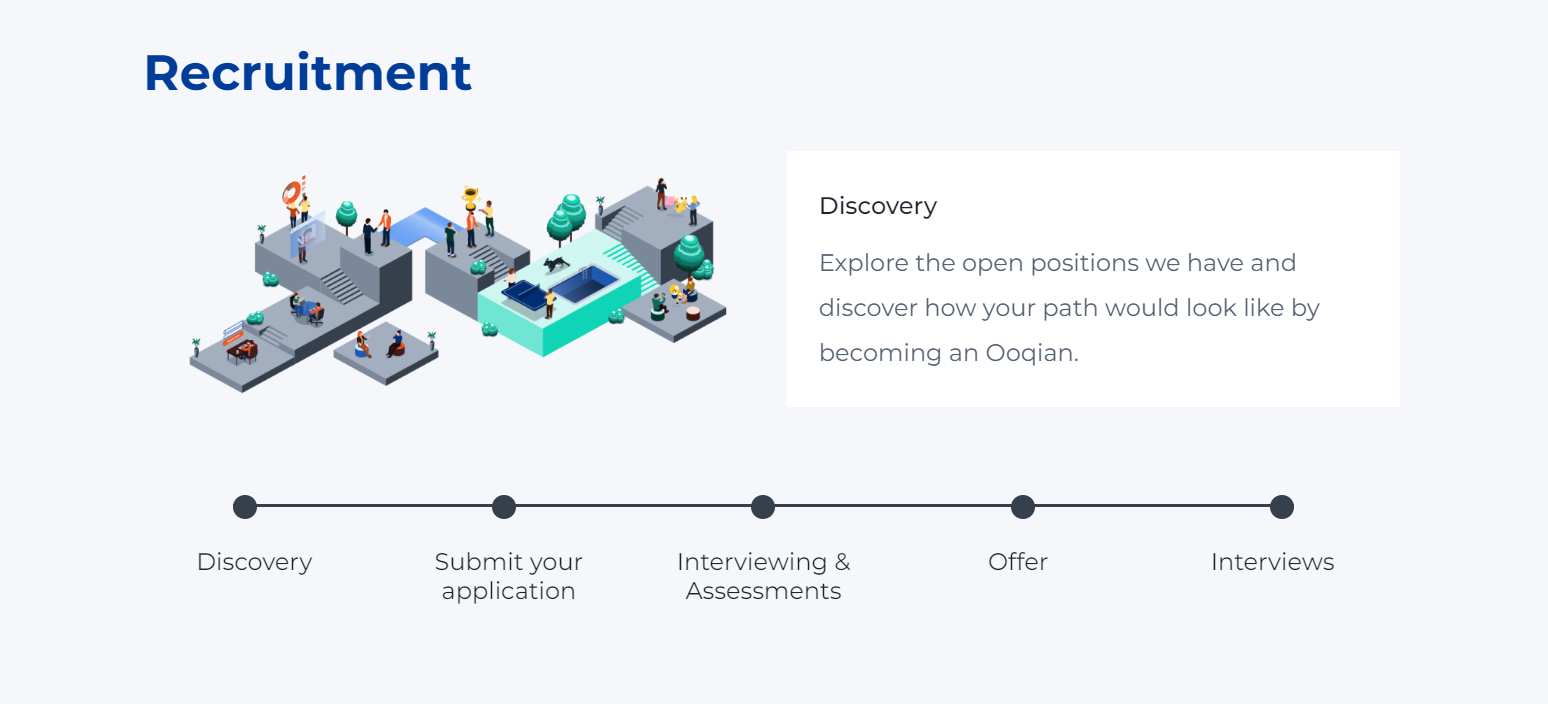 Recruitment
Discovery
Explore the open positions we have and
discover how your path would look like by
becoming an Ooqian.
Discovery
Submit your
application
Interviewing &
Assessments
Offer
Interviews